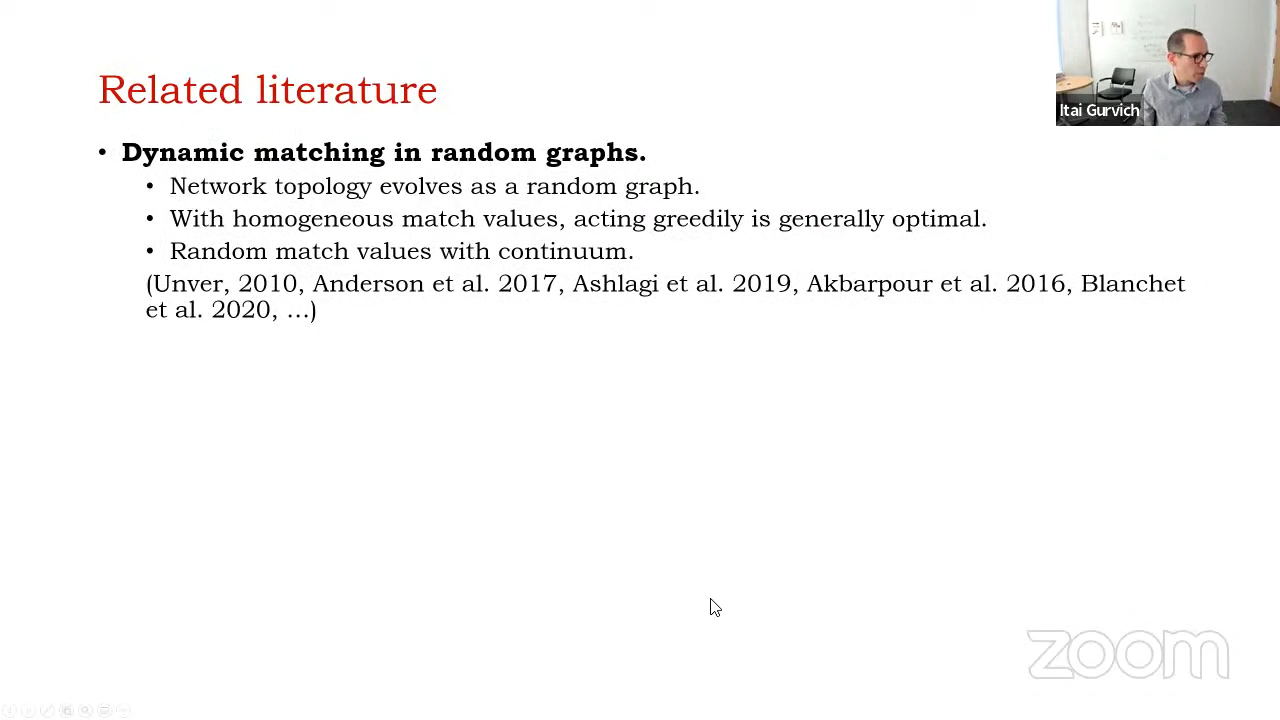 Related literature
Itai Gurvich
• Dynamic matching in random graphs.
• Network topology evolves as a random graph.
• With homogeneous match values, acting greedily is generally optimal.
• Random match values with continuum.
(Unver, 2010, Anderson et al. 2017, Ashlagi et al. 2019, Akbarpour et al. 2016, Blanchet
et al. 2020, …)
zoom